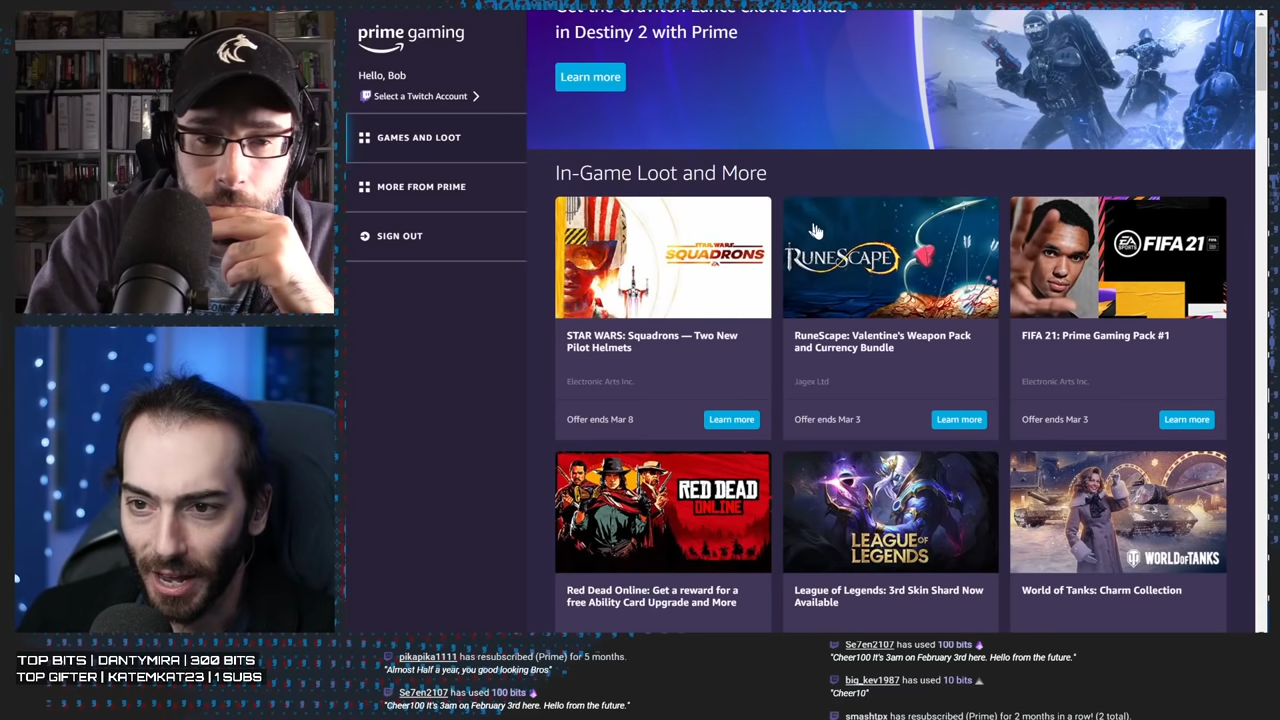 prime gaming
Hello, Bob
Select a Twitch Account
GAMES AND LOOT
MORE FROM PRIME
SIGN OUT
in Destiny 2 with Prime
Learn more
In-Game Loot and More
STAR WARS
SQUADRONS
STAR WARS: Squadrons — Two New
Pilot Helmets
Electronic Arts Inc.
Offer ends Mar 8
Learn more
RUNESCAPE
RuneScape: Valentine's Weapon Pack
and Currency Bundle
Jagex Ltd
Offer ends Mar 3
Learn more
EA SPORTS
FIFA 21
FIFA 21: Prime Gaming Pack #1
Electronic Arts Inc.
Offer ends Mar 3
Learn more
RED DEAD
ONLINE
Red Dead Online: Get a reward for a
free Ability Card Upgrade and More
LEAGUE OF
LEGENDS
League of Legends: 3rd Skin Shard Now
Available
WORLD OF TANKS
World of Tanks: Charm Collection
TOP BITS | DANTYMIRA | 300 BITS
TOP GIFTER | KATEMKAT23 | 1 SUBS
pikapika1111 has resubscribed (Prime) for 5 months.
"Almost Half a year, you good looking Bros"
Se7en2107 has used 100 bits
"Cheer100 It's 3am on February 3rd here. Hello from the future."
Se7en2107 has used 100 bits
"Cheer100 It's 3am on February 3rd here. Hello from the future."
big_kev1987 has used 10 bits
"Cheer10"
smashtpx has resubscribed (Prime) for 2 months in a row! (2 total).